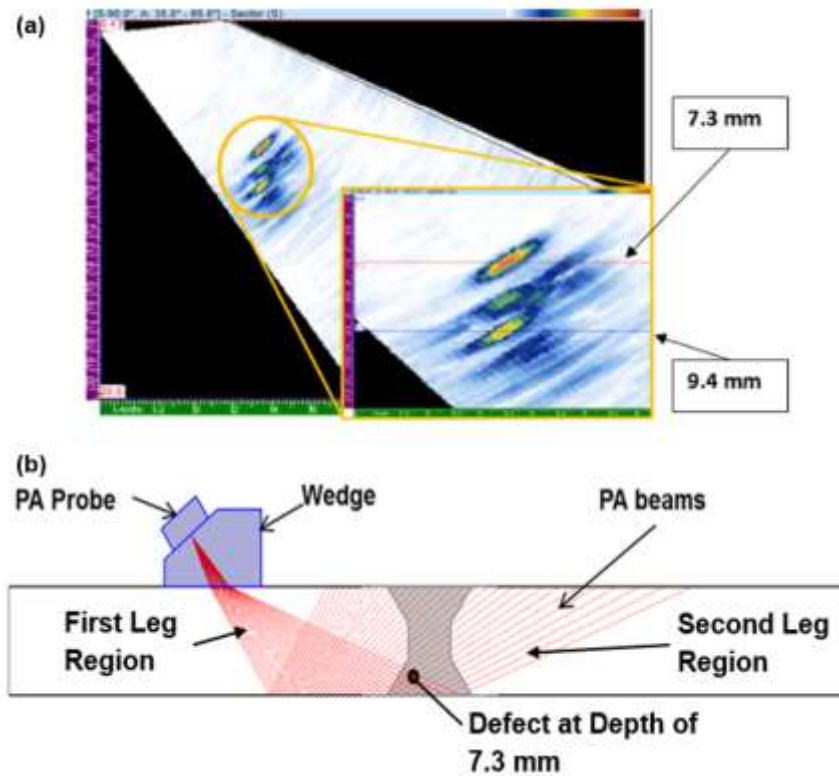 (a)
7.3 mm
9.4 mm
(b)
PA Probe
Wedge
PA beams
First Leg
Region
Second Leg
Region
Defect at Depth of
7.3 mm